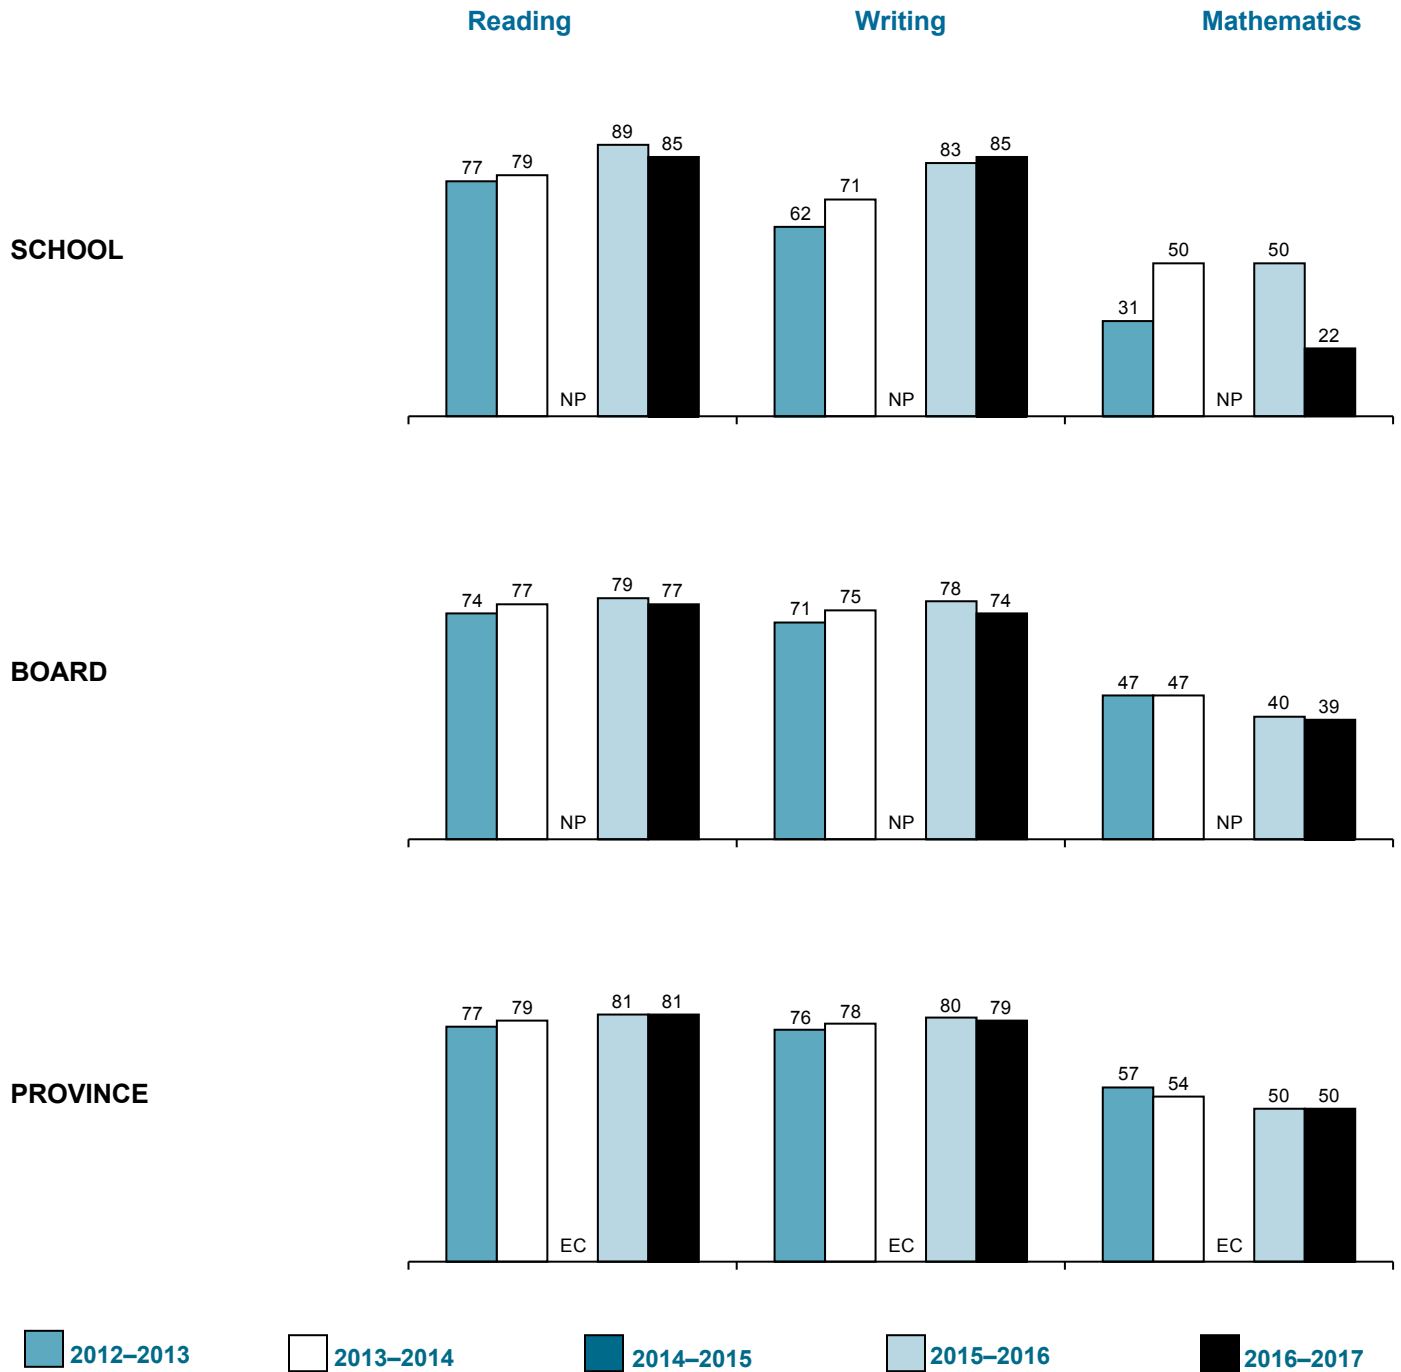 Reading Writing Mathematics
SCHOOL
77 79 NP 89 85 62 71 NP 83 85 31 50 NP 50 22
BOARD
74 77 NP 79 77 71 75 NP 78 74 47 47 NP 40 39
PROVINCE
77 79 EC 81 81 76 78 EC 80 79 57 54 EC 50 50
2012–2013 2013–2014 2014–2015 2015–2016 2016–2017